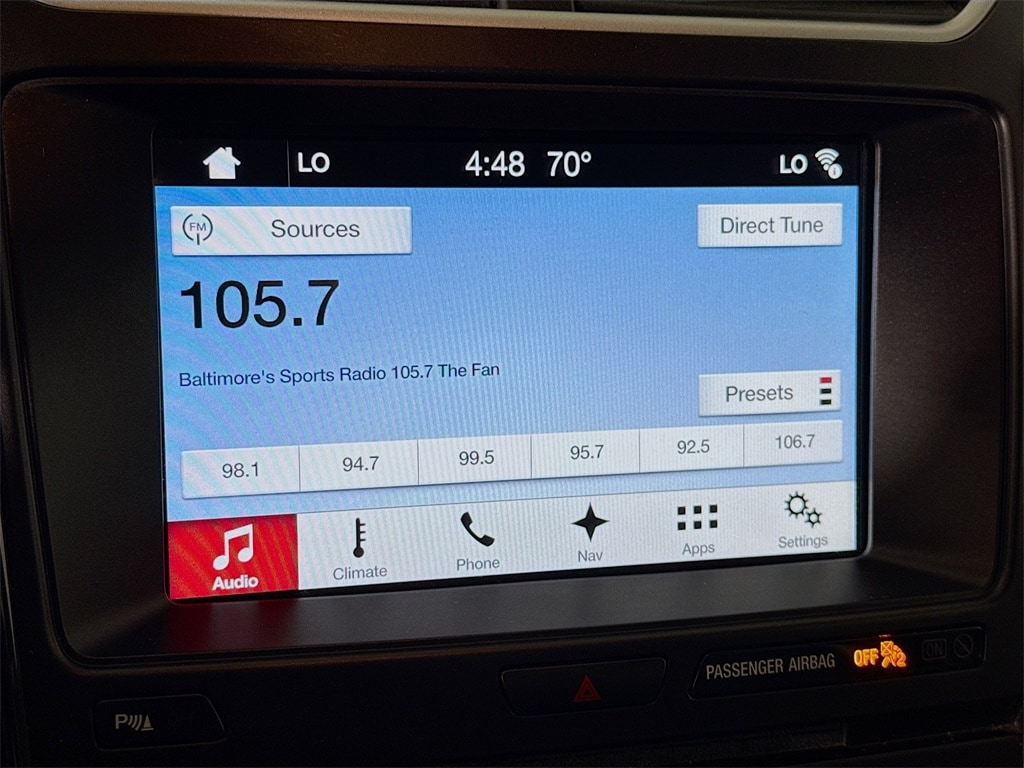 LO 4:48 70° LO
FM Sources Direct Tune
105.7
Baltimore's Sports Radio 105.7 The Fan
Presets
98.1 94.7 99.5 95.7 92.5 106.7
Audio Climate Phone Nav Apps Settings
PASSENGER AIRBAG OFF 2 ON
P